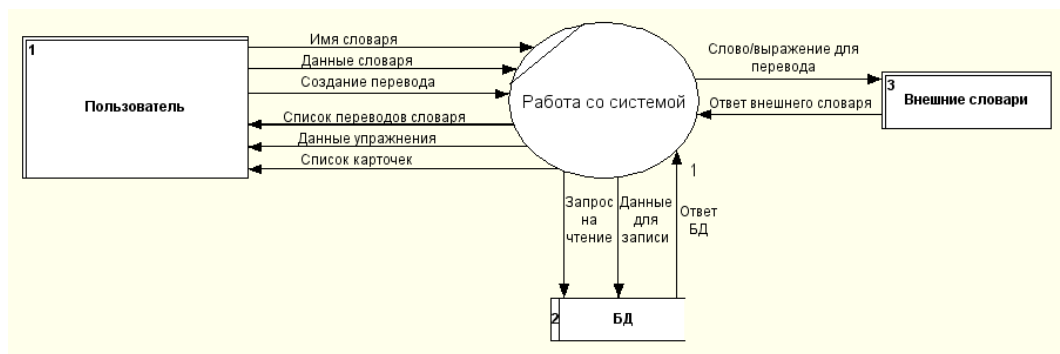 1
Пользователь
Имя словаря
Данные словаря
Создание перевода
Список переводов словаря
Данные упражнения
Список карточек
Работа со системой
1
Слово/выражение для
перевода
Ответ внешнего словаря
3
Внешние словари
Запрос
на
чтение
Данные
для
записи
Ответ
БД
2
БД